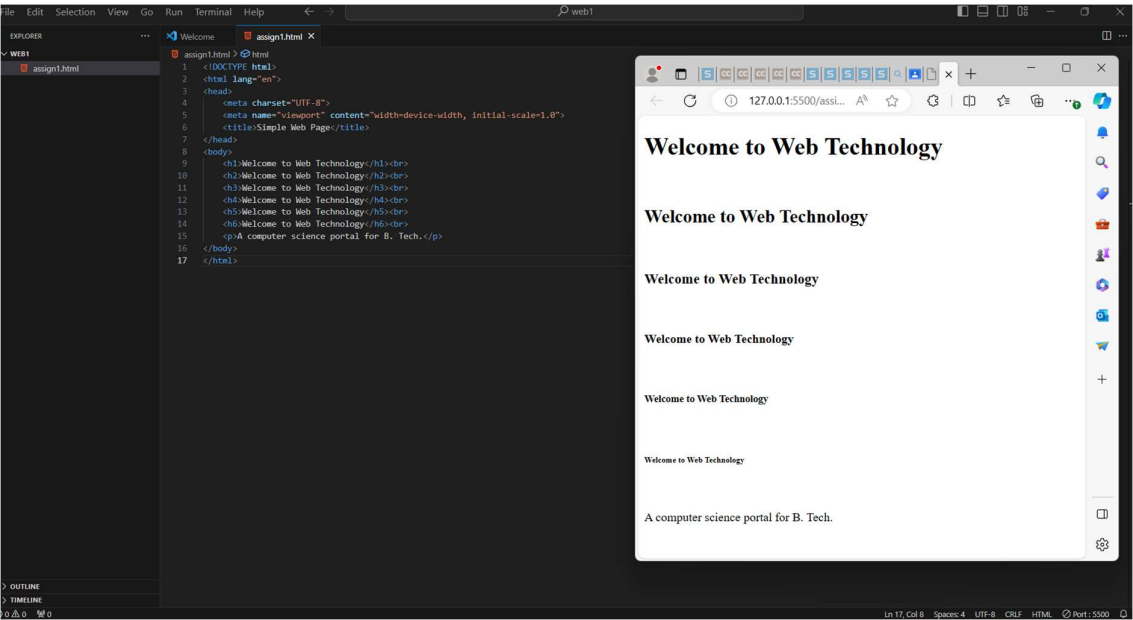 File Edit Selection View Go Run Terminal Help
web1
EXPLORER
WEB1
assign1.html
Welcome
assign1.html
assign1.html > html
1 <!DOCTYPE html>
2 <html lang="en">
3 <head>
4 <meta charset="UTF-8">
5 <meta name="viewport" content="width=device-width, initial-scale=1.0">
6 <title>Simple Web Page</title>
7 </head>
8 <body>
9 <h1>Welcome to Web Technology</h1><br>
10 <h2>Welcome to Web Technology</h2><br>
11 <h3>Welcome to Web Technology</h3><br>
12 <h4>Welcome to Web Technology</h4><br>
13 <h5>Welcome to Web Technology</h5><br>
14 <h6>Welcome to Web Technology</h6><br>
15 <p>A computer science portal for B. Tech.</p>
16 </body>
17 </html>
127.0.0.1:5500/assi...
Welcome to Web Technology
Welcome to Web Technology
Welcome to Web Technology
Welcome to Web Technology
Welcome to Web Technology
Welcome to Web Technology
A computer science portal for B. Tech.
OUTLINE
TIMELINE
0 0 0
Ln 17, Col 8 Spaces: 4 UTF-8 CRLF HTML Port : 5500